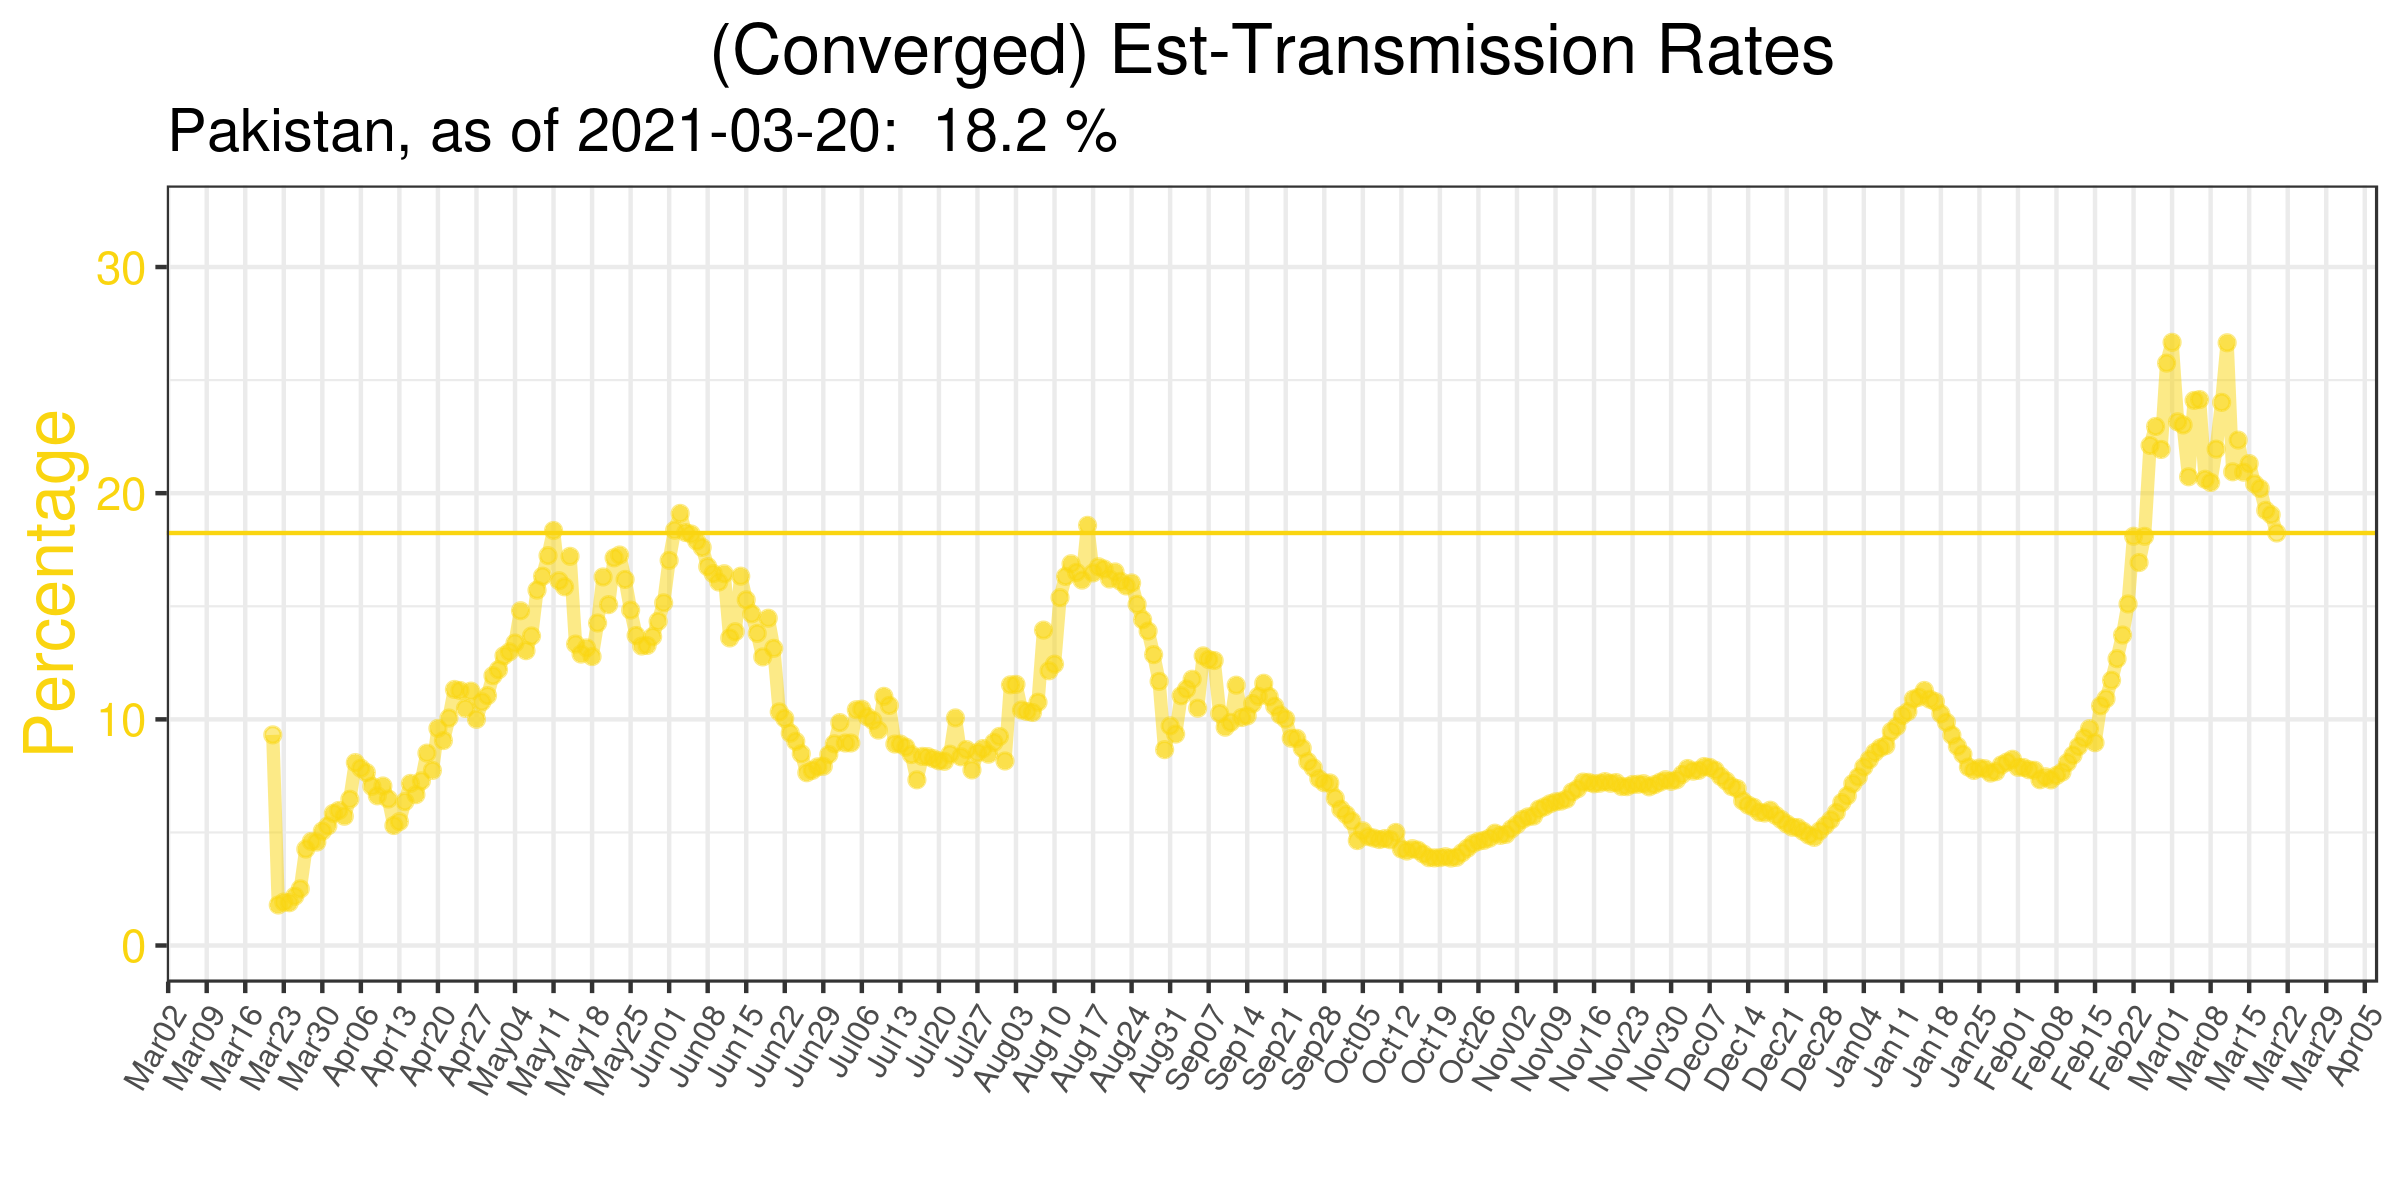 (Converged) Est-Transmission Rates
Pakistan, as of 2021-03-20:  18.2 %
Percentage
30
20
10
0
Mar02
Mar09
Mar16
Mar23
Mar30
Apr06
Apr13
Apr20
Apr27
May04
May11
May18
May25
Jun01
Jun08
Jun15
Jun22
Jun29
Jul06
Jul13
Jul20
Jul27
Aug03
Aug10
Aug17
Aug24
Aug31
Sep07
Sep14
Sep21
Sep28
Oct05
Oct12
Oct19
Oct26
Nov02
Nov09
Nov16
Nov23
Nov30
Dec07
Dec14
Dec21
Dec28
Jan04
Jan11
Jan18
Jan25
Feb01
Feb08
Feb15
Feb22
Mar01
Mar08
Mar15
Mar22
Mar29
Apr05